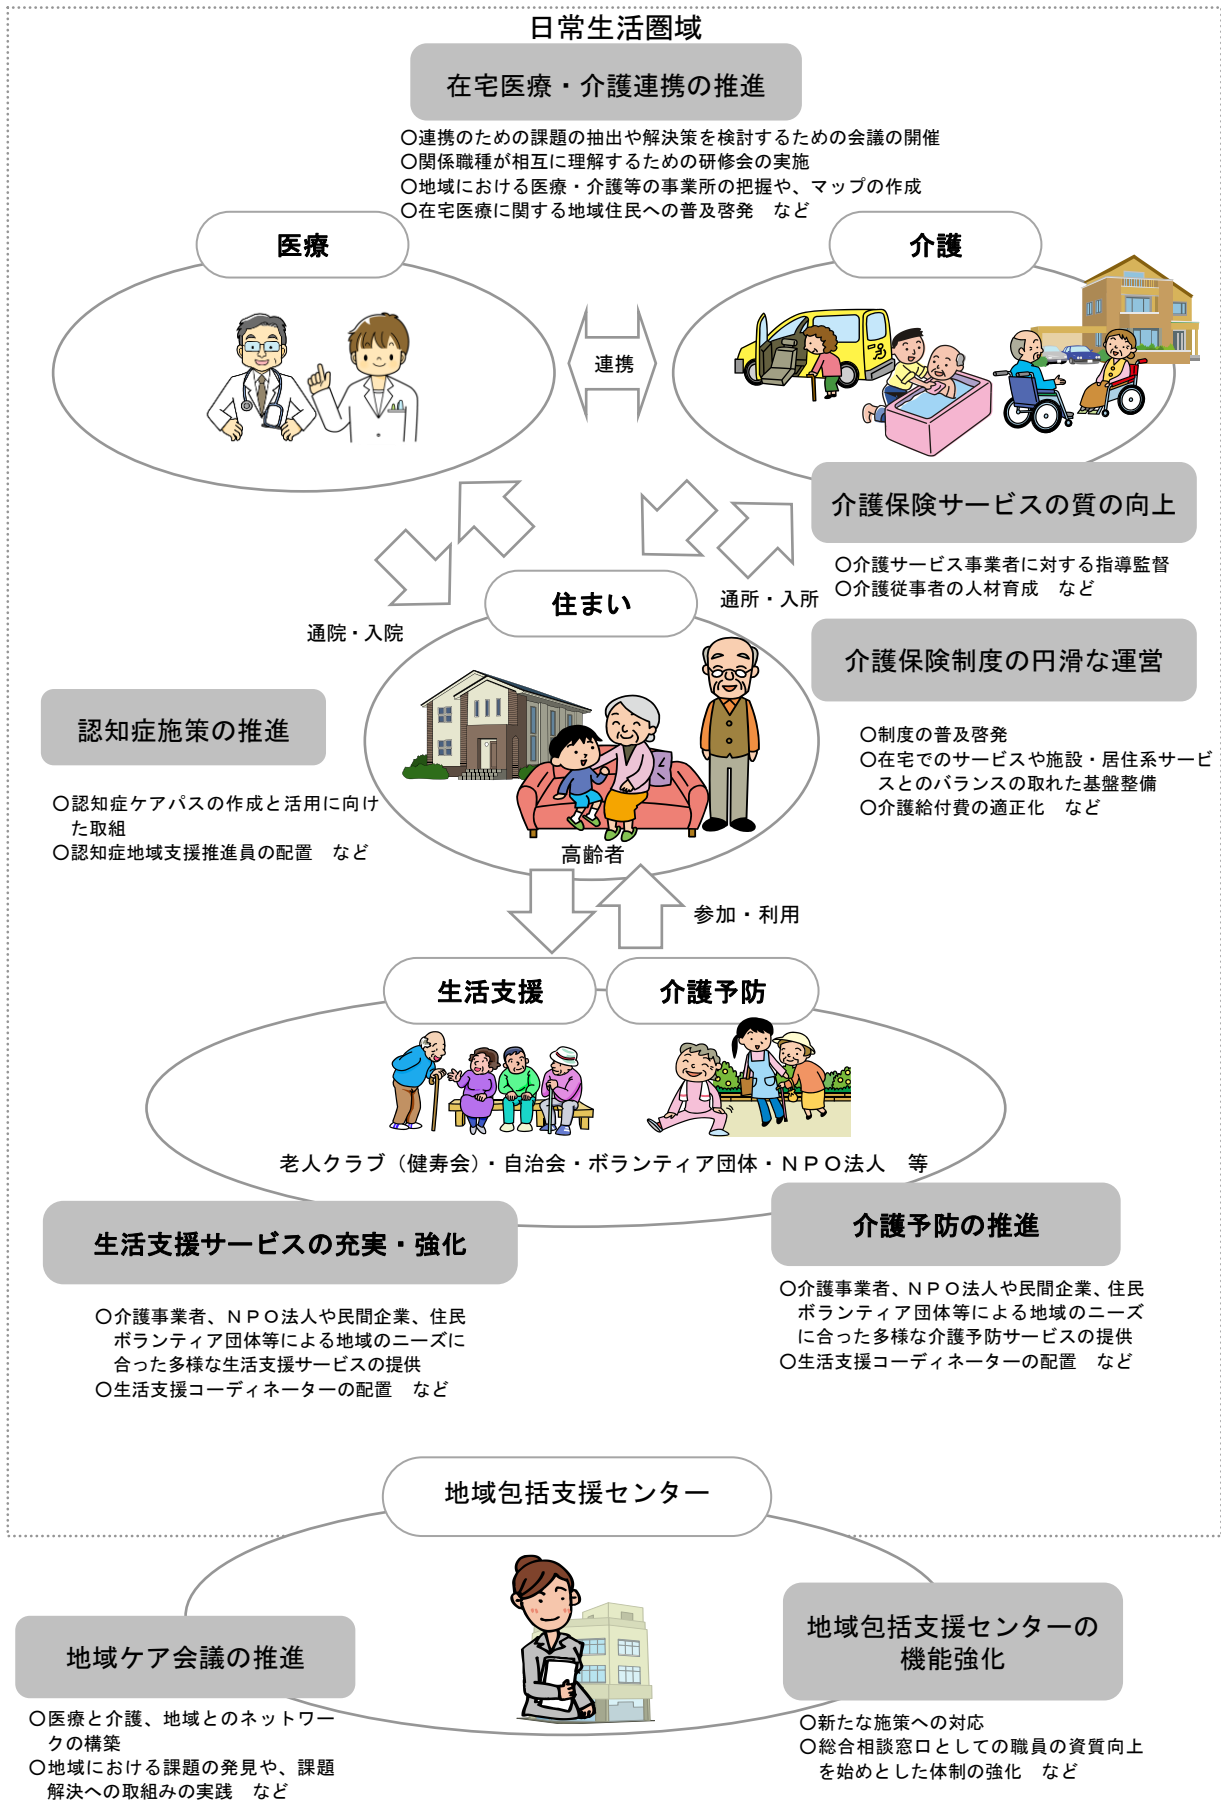 日常生活圏域
在宅医療・介護連携の推進
○連携のための課題の抽出や解決策を検討するための会議の開催
○関係職種が相互に理解するための研修会の実施
○地域における医療・介護等の事業所の把握や、マップの作成
○在宅医療に関する地域住民への普及啓発　など
医療
介護
連携
介護保険サービスの質の向上
○介護サービス事業者に対する指導監督
○介護従事者の人材育成　など
通所・入所
住まい
通院・入院
介護保険制度の円滑な運営
○制度の普及啓発
○在宅でのサービスや施設・居住系サービ
スとのバランスの取れた基盤整備
○介護給付費の適正化　など
認知症施策の推進
○認知症ケアパスの作成と活用に向け
た取組
○認知症地域支援推進員の配置　など
高齢者
参加・利用
生活支援
介護予防
老人クラブ（健寿会）・自治会・ボランティア団体・ＮＰＯ法人　等
生活支援サービスの充実・強化
○介護事業者、ＮＰＯ法人や民間企業、住民
ボランティア団体等による地域のニーズに
合った多様な生活支援サービスの提供
○生活支援コーディネーターの配置　など
介護予防の推進
○介護事業者、ＮＰＯ法人や民間企業、住民
ボランティア団体等による地域のニーズ
に合った多様な介護予防サービスの提供
○生活支援コーディネーターの配置　など
地域包括支援センター
地域ケア会議の推進
○医療と介護、地域とのネットワー
クの構築
○地域における課題の発見や、課題
解決への取組みの実践　など
地域包括支援センターの
機能強化
○新たな施策への対応
○総合相談窓口としての職員の資質向上
を始めとした体制の強化　など